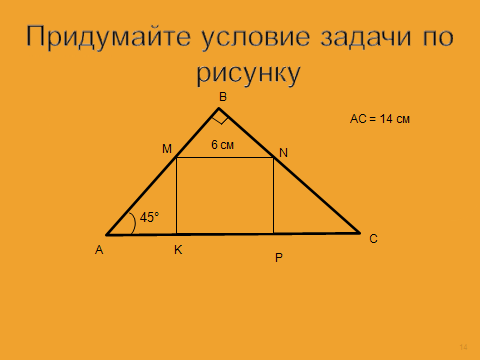 Придумайте условие задачи по
рисунку
B
AC = 14 см
6 см
M
N
45°
A
K
P
C
14